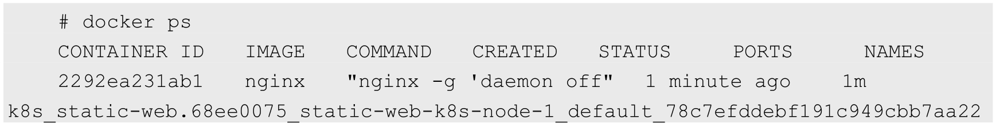 # docker ps
CONTAINER ID IMAGE COMMAND CREATED STATUS PORTS NAMES
2292ea231ab1 nginx "nginx -g 'daemon off" 1 minute ago 1m
k8s_static-web.68ee0075_static-web-k8s-node-1_default_78c7efddebf191c949cbb7aa22